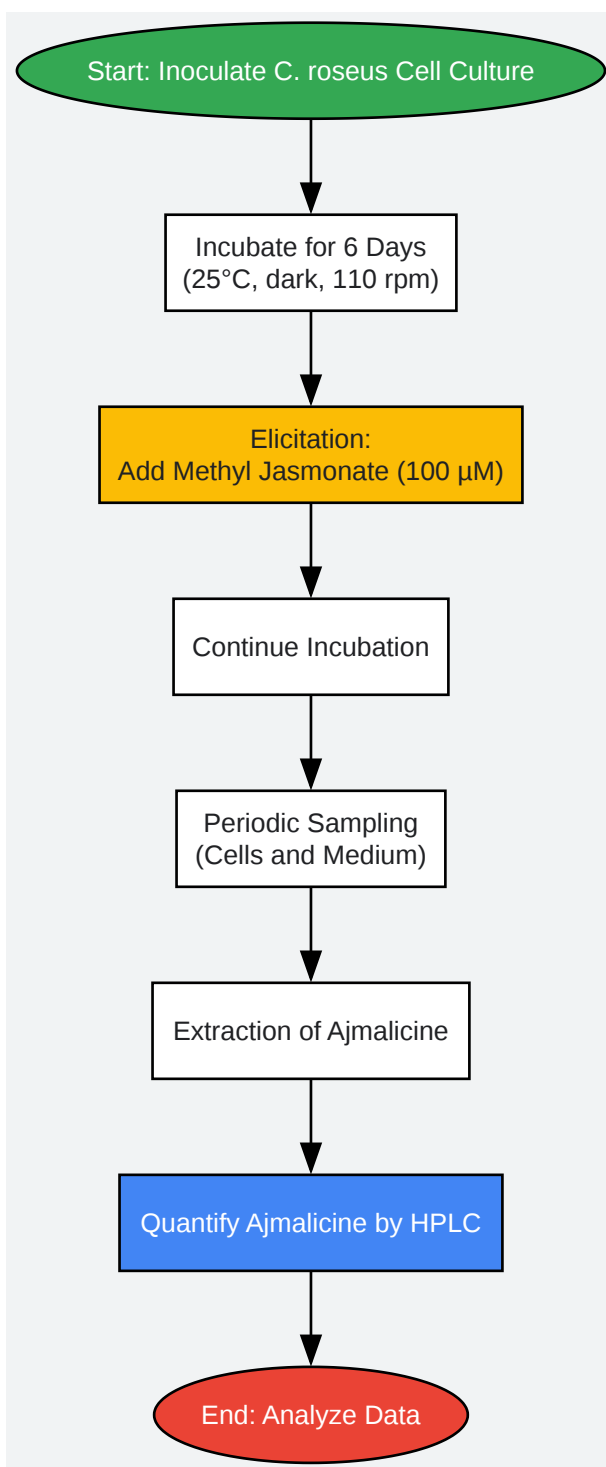 Start: Inoculate C. roseus Cell Culture
Incubate for 6 Days
(25°C, dark, 110 rpm)
Elicitation:
Add Methyl Jasmonate (100 µM)
Continue Incubation
Periodic Sampling
(Cells and Medium)
Extraction of Ajmalicine
Quantify Ajmalicine by HPLC
End: Analyze Data